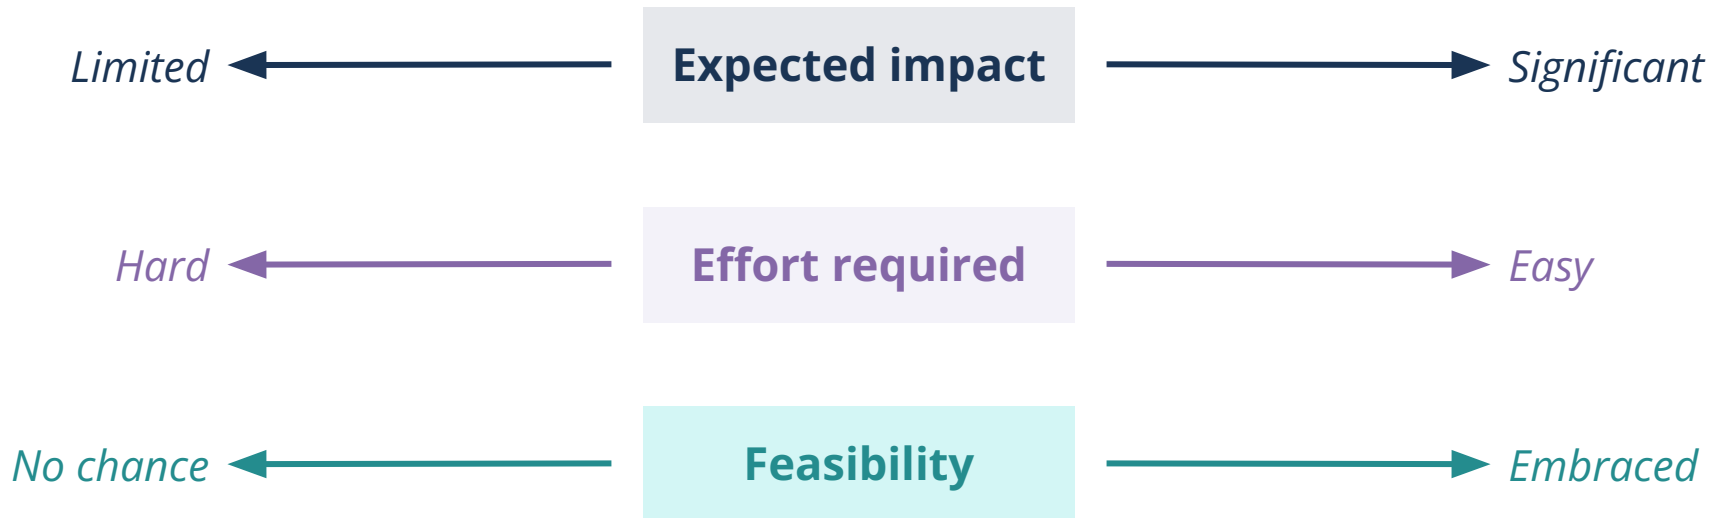 Limited Expected impact Significant
Hard Effort required Easy
No chance Feasibility Embraced